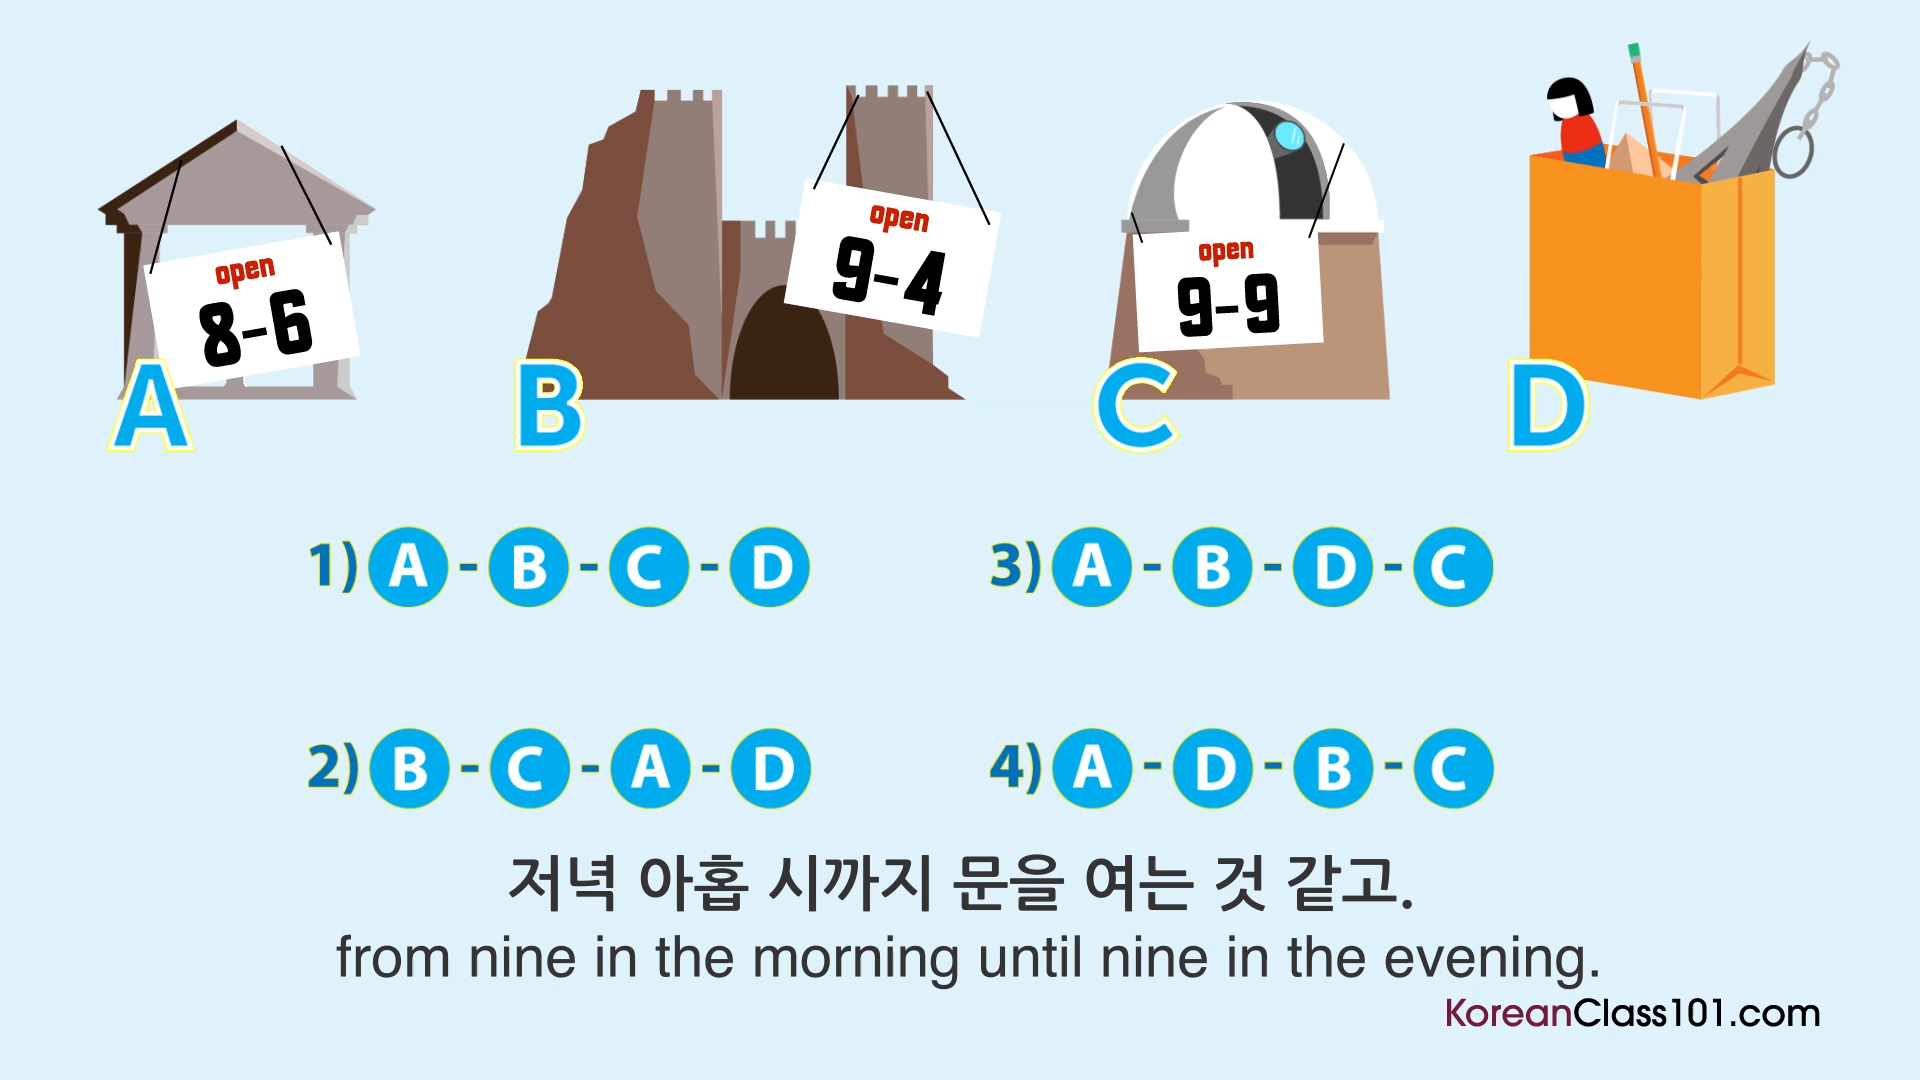 open
8-6
A
open
9-4
B
open
9-9
C
D
1) A - B - C - D
3) A - B - D - C
2) B - C - A - D
4) A - D - B - C
저녁 아홉 시까지 문을 여는 것 같고.
from nine in the morning until nine in the evening.
KoreanClass101.com